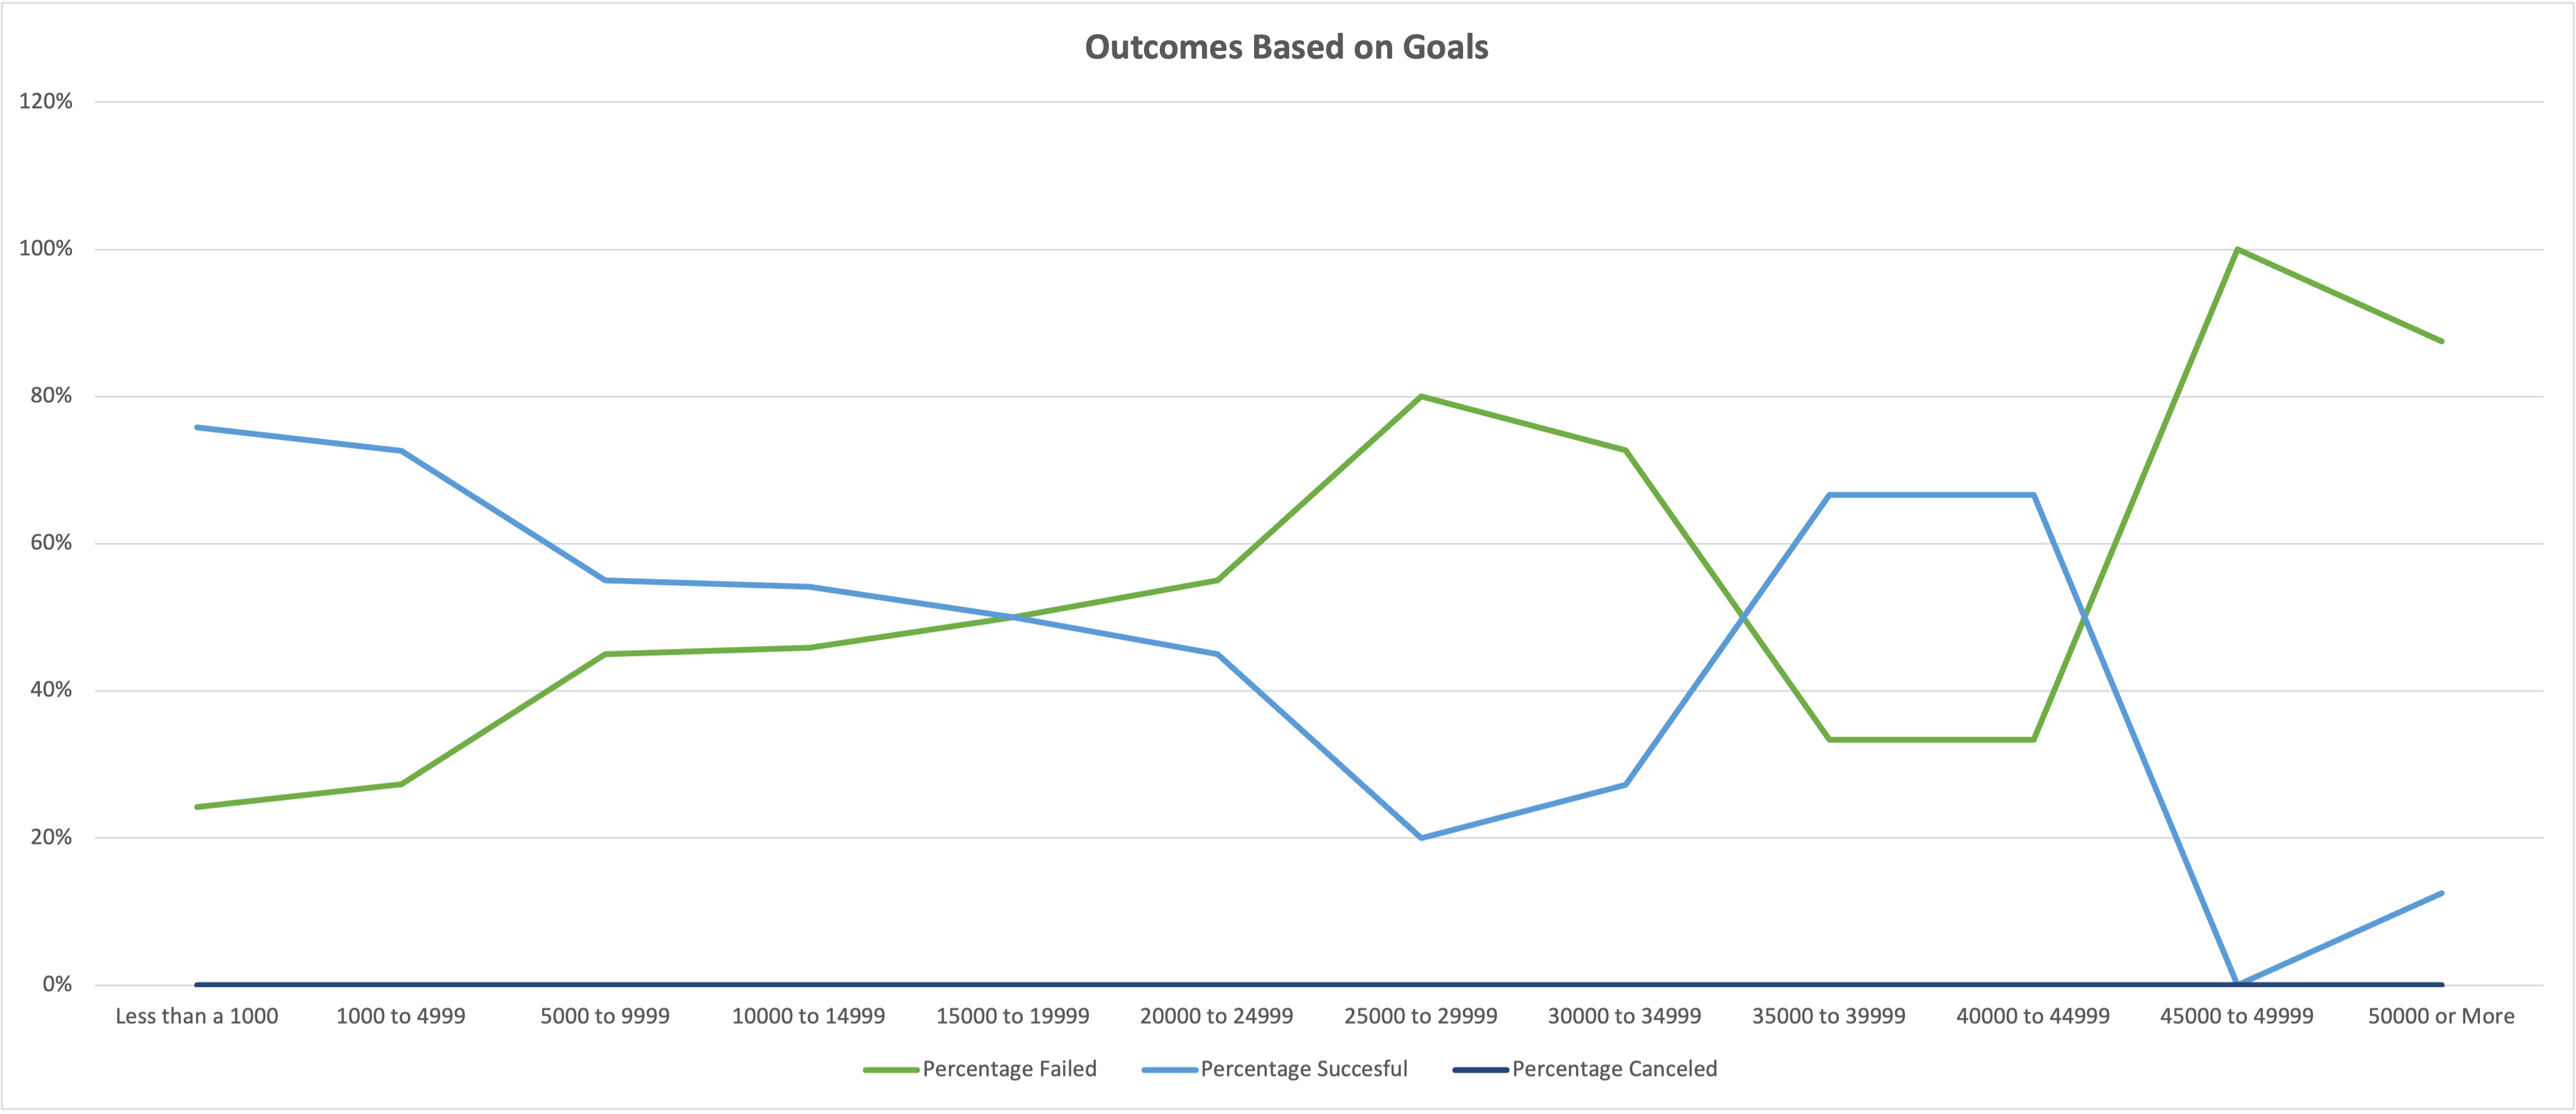 Outcomes Based on Goals
120%
100%
80%
60%
40%
20%
0%
Less than a 1000
1000 to 4999
5000 to 9999
10000 to 14999
15000 to 19999
20000 to 24999
25000 to 29999
30000 to 34999
35000 to 39999
40000 to 44999
45000 to 49999
50000 or More
Percentage Failed
Percentage Succesful
Percentage Canceled